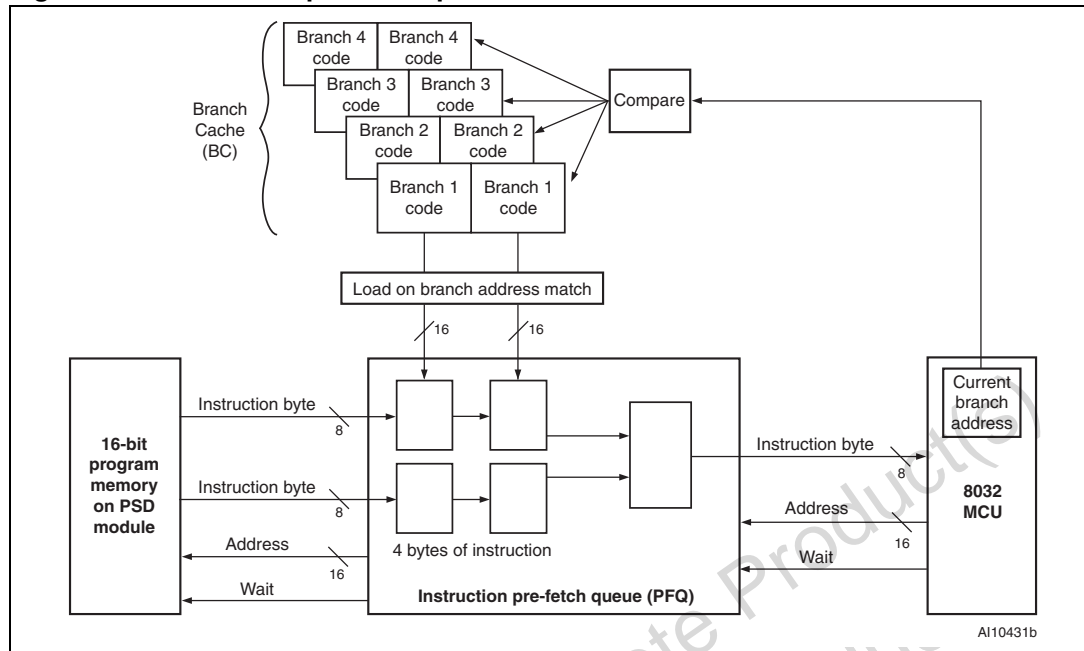 Branch 4 code
Branch 4 code
Branch 3 code
Branch 3 code
Branch 2 code
Branch 2 code
Branch 1 code
Branch 1 code
Branch
Cache
(BC)
Compare
Load on branch address match
16
16
16-bit
program
memory
on PSD
module
Instruction byte
8
Instruction byte
8
Address
16
Wait
4 bytes of instruction
Instruction pre-fetch queue (PFQ)
Instruction byte
8
Address
16
Wait
Current
branch
address
8032
MCU
AI10431b
ete Product(s)